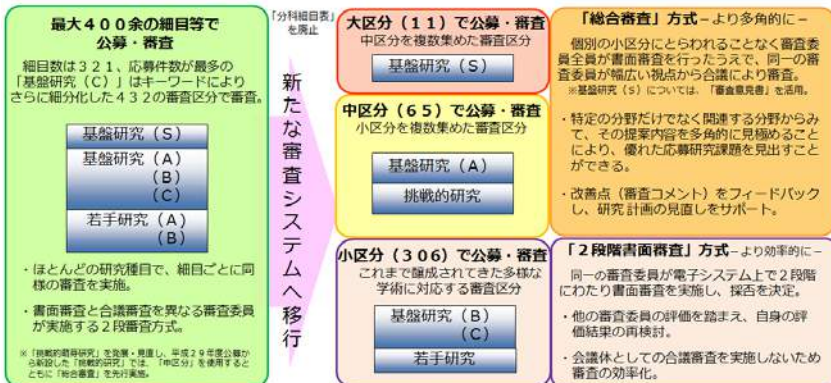 最大400余の細目等で
公募・審査
細目数は321、応募件数が最多の
「基盤研究(C)」はキーワードにより
さらに細分化した432の審査区分で審査。
基盤研究(S)
基盤研究(A)
(B)
(C)
若手研究(A)
(B)
・ほとんどの研究種目で、細目ごとに同
様の審査を実施。
・書面審査と合議審査を異なる審査委員
が実施する2段審査方式。
※「挑戦的萌芽研究」を発展・見直し、平成29年度公募か
ら新設した「挑戦的研究」では、「中区分」を使用すると
ともに「総合審査」を先行実施。
「分科細目表」
を廃止
新たな審査システムへ移行
大区分(11)で公募・審査
中区分を複数集めた審査区分
基盤研究(S)
中区分(65)で公募・審査
小区分を複数集めた審査区分
基盤研究(A)
挑戦的研究
小区分(306)で公募・審査
これまで醸成されてきた多様な
学術に対応する審査区分
基盤研究(B)
(C)
若手研究
「総合審査」方式-より多角的に-
個別の小区分にとらわれることなく審査委
員全員が書面審査を行ったうえで、同一の審
査委員が幅広い視点から合議により審査。
※基盤研究(S)については、「審査意見書」を活用。
・特定の分野だけでなく関連する分野からみ
て、その提案内容を多角的に見極めること
により、優れた応募研究課題を見出すこと
ができる。
・改善点(審査コメント)をフィードバック
し、研究計画の見直しをサポート。
「2段階書面審査」方式-より効率的に-
同一の審査委員が電子システム上で2段階
にわたり書面審査を実施し、採否を決定。
・他の審査委員の評価を踏まえ、自身の評
価結果の再検討。
・会議体としての合議審査を実施しないため
審査の効率化。